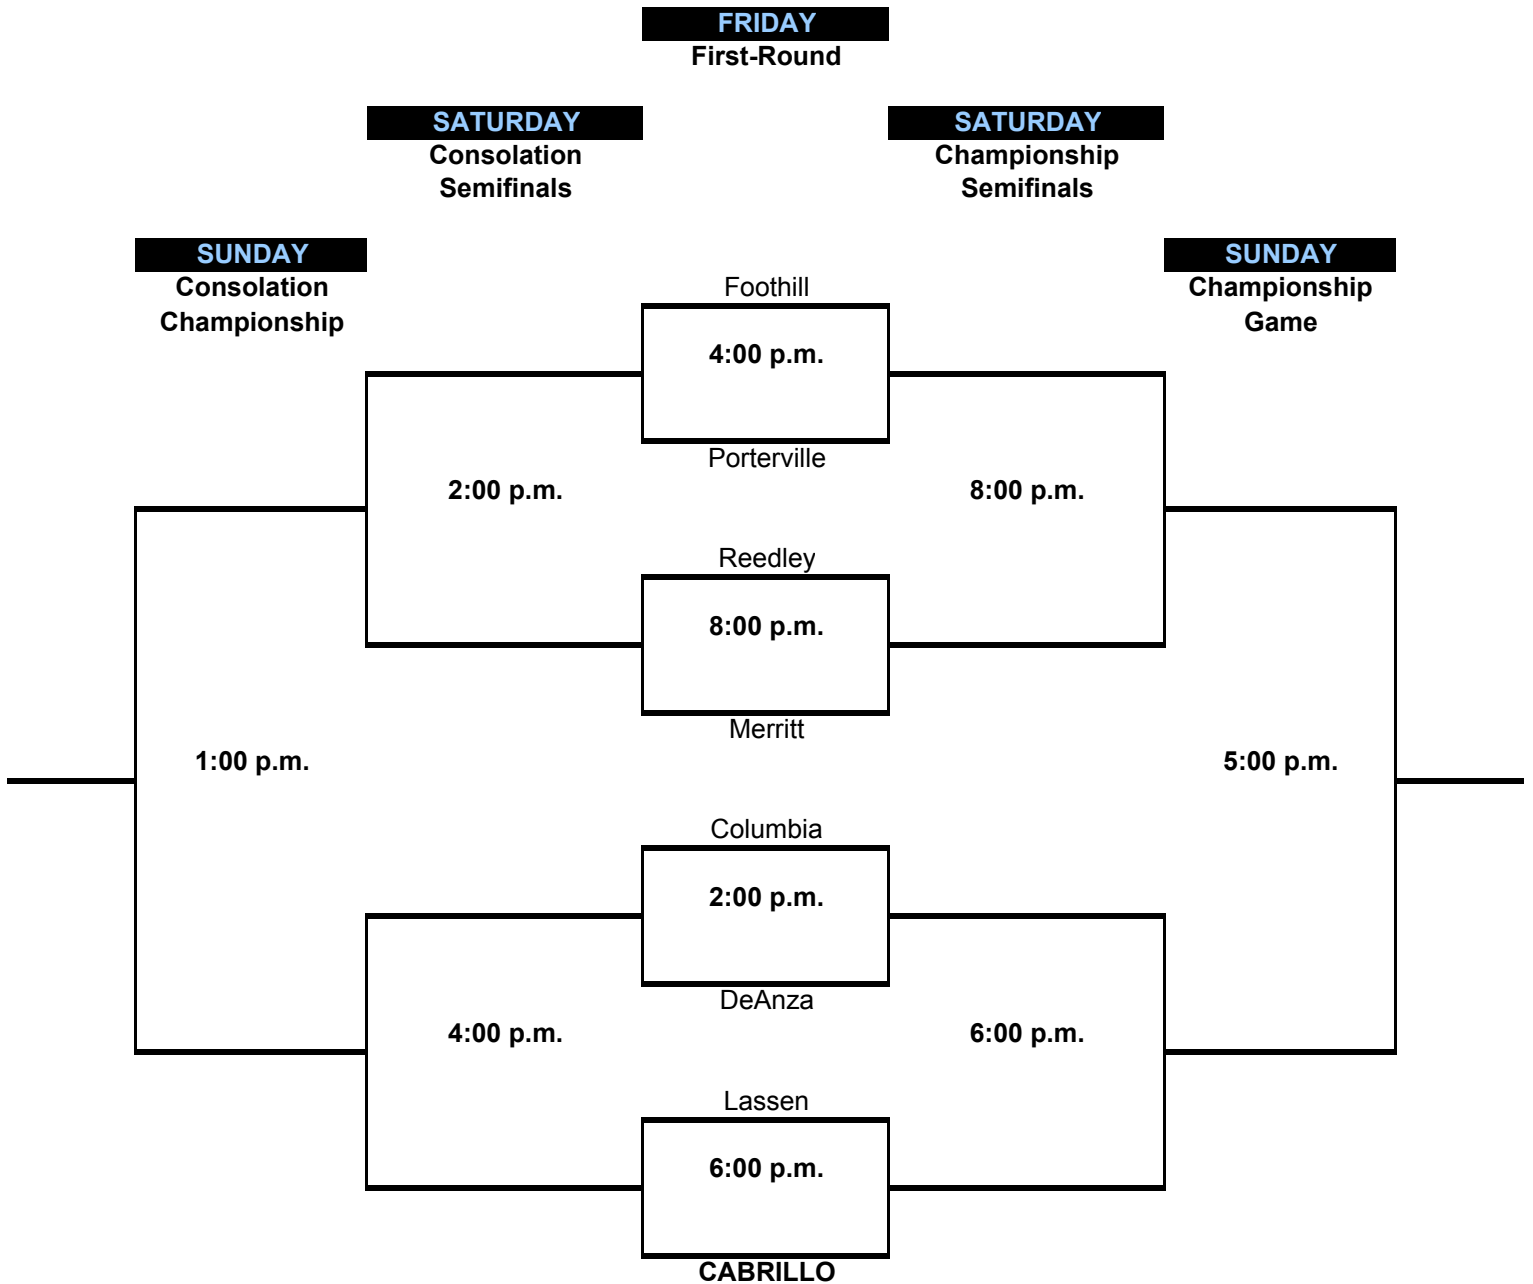 FRIDAY
First-Round
SATURDAY
Consolation
Semifinals
SATURDAY
Championship
Semifinals
SUNDAY
Consolation
Championship
SUNDAY
Championship
Game
Foothill
4:00 p.m.
Porterville
2:00 p.m.
8:00 p.m.
Reedley
8:00 p.m.
Merritt
1:00 p.m.
5:00 p.m.
Columbia
2:00 p.m.
DeAnza
4:00 p.m.
6:00 p.m.
Lassen
6:00 p.m.
CABRILLO